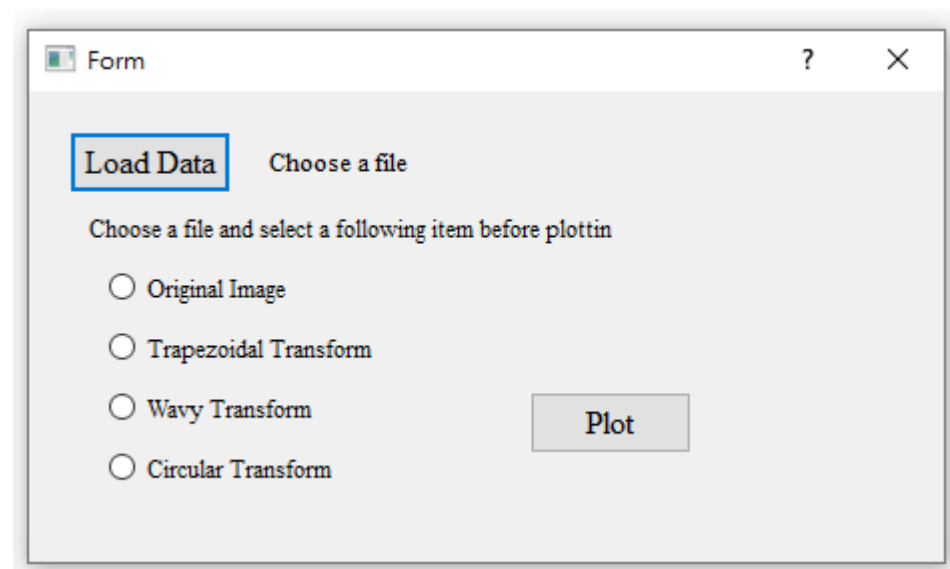 Form
Load Data Choose a file
Choose a file and select a following item before plottin
Original Image
Trapezoidal Transform
Wavy Transform
Plot
Circular Transform